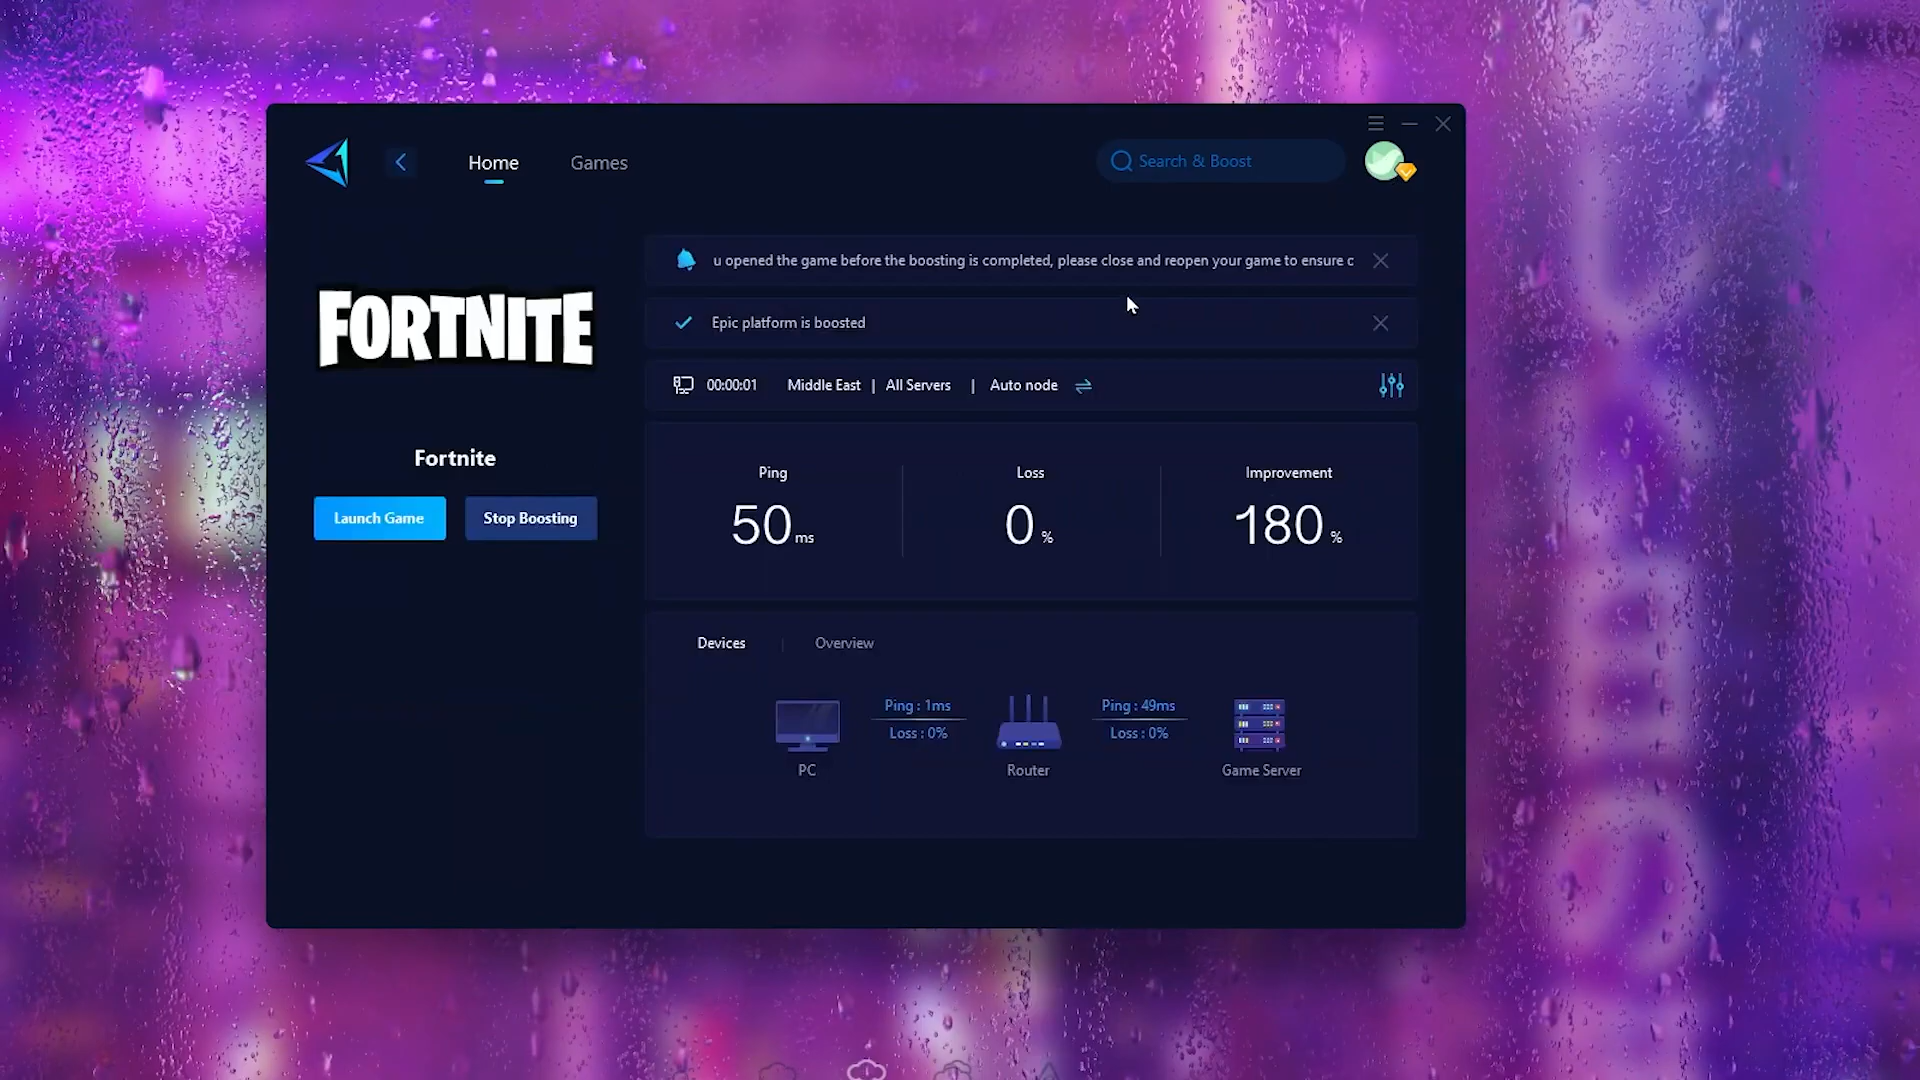 Home
Games
Search & Boost
u opened the game before the boosting is completed, please close and reopen your game to ensure c
FORTNITE
Epic platform is boosted
00:00:01 Middle East | All Servers | Auto node
Fortnite
Launch Game
Stop Boosting
Ping
50 ms
Loss
0 %
Improvement
180 %
Devices | Overview
Ping : 1ms
Loss : 0%
Ping : 49ms
Loss : 0%
PC
Router
Game Server